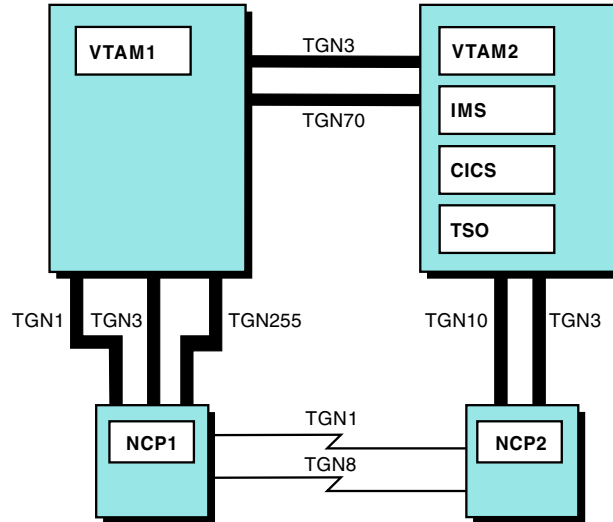 VTAM1
TGN3
VTAM2
TGN70
IMS
CICS
TSO
TGN1
TGN3
TGN255
TGN10
TGN3
NCP1
TGN1
NCP2
TGN8